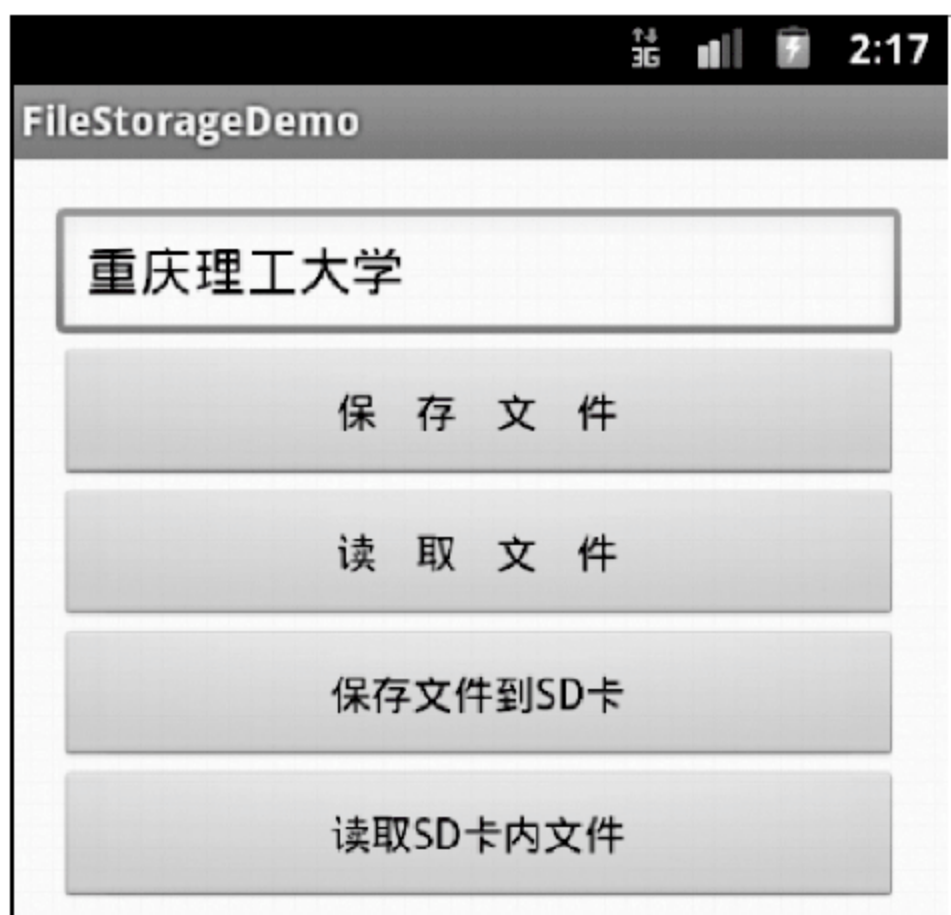 3G 2:17
FileStorageDemo
重庆理工大学
保 存 文 件
读 取 文 件
保存文件到SD卡
读取SD卡内文件